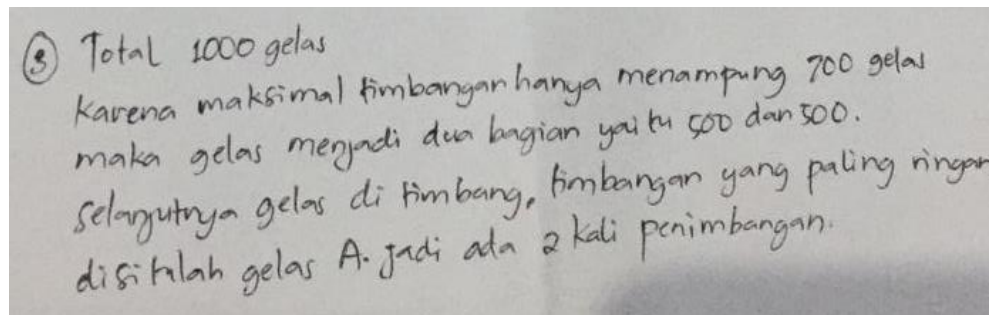 ③ Total 1000 gelas
Karena maksimal timbangan hanya menampung 700 gelas
maka gelas menjadi dua bagian yaitu 500 dan 500.
Selanjutnya gelas di timbang, timbangan yang paling ringan
disitulah gelas A. jadi ada 2 kali penimbangan.